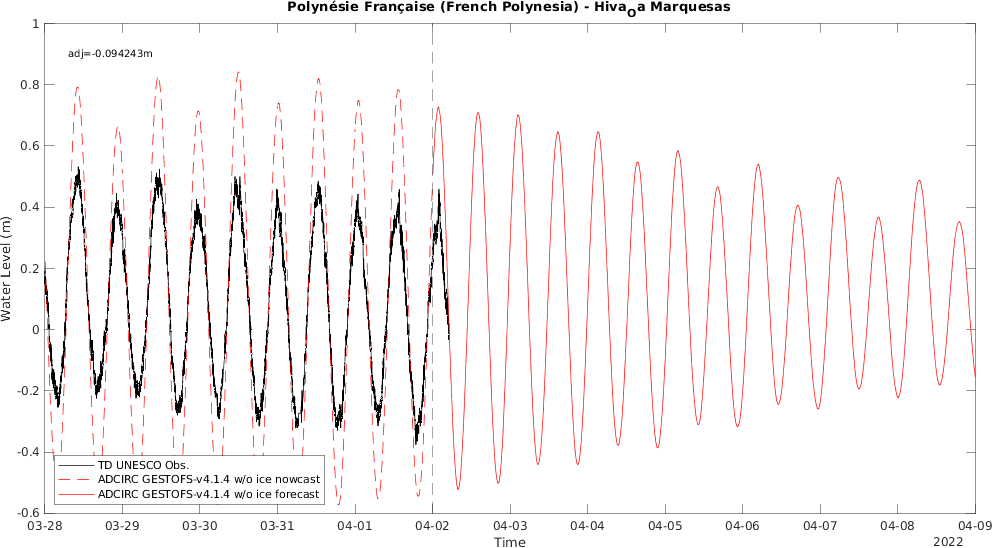 Polynésie Française (French Polynesia) - HivaOa Marquesas
adj=-0.094243m
Water Level (m)
1
0.8
0.6
0.4
0.2
0
-0.2
-0.4
-0.6
TD UNESCO Obs.
ADCIRC GESTOFS-v4.1.4 w/o ice nowcast
ADCIRC GESTOFS-v4.1.4 w/o ice forecast
03-28 03-29 03-30 03-31 04-01 04-02 04-03 04-04 04-05 04-06 04-07 04-08 04-09
Time
2022